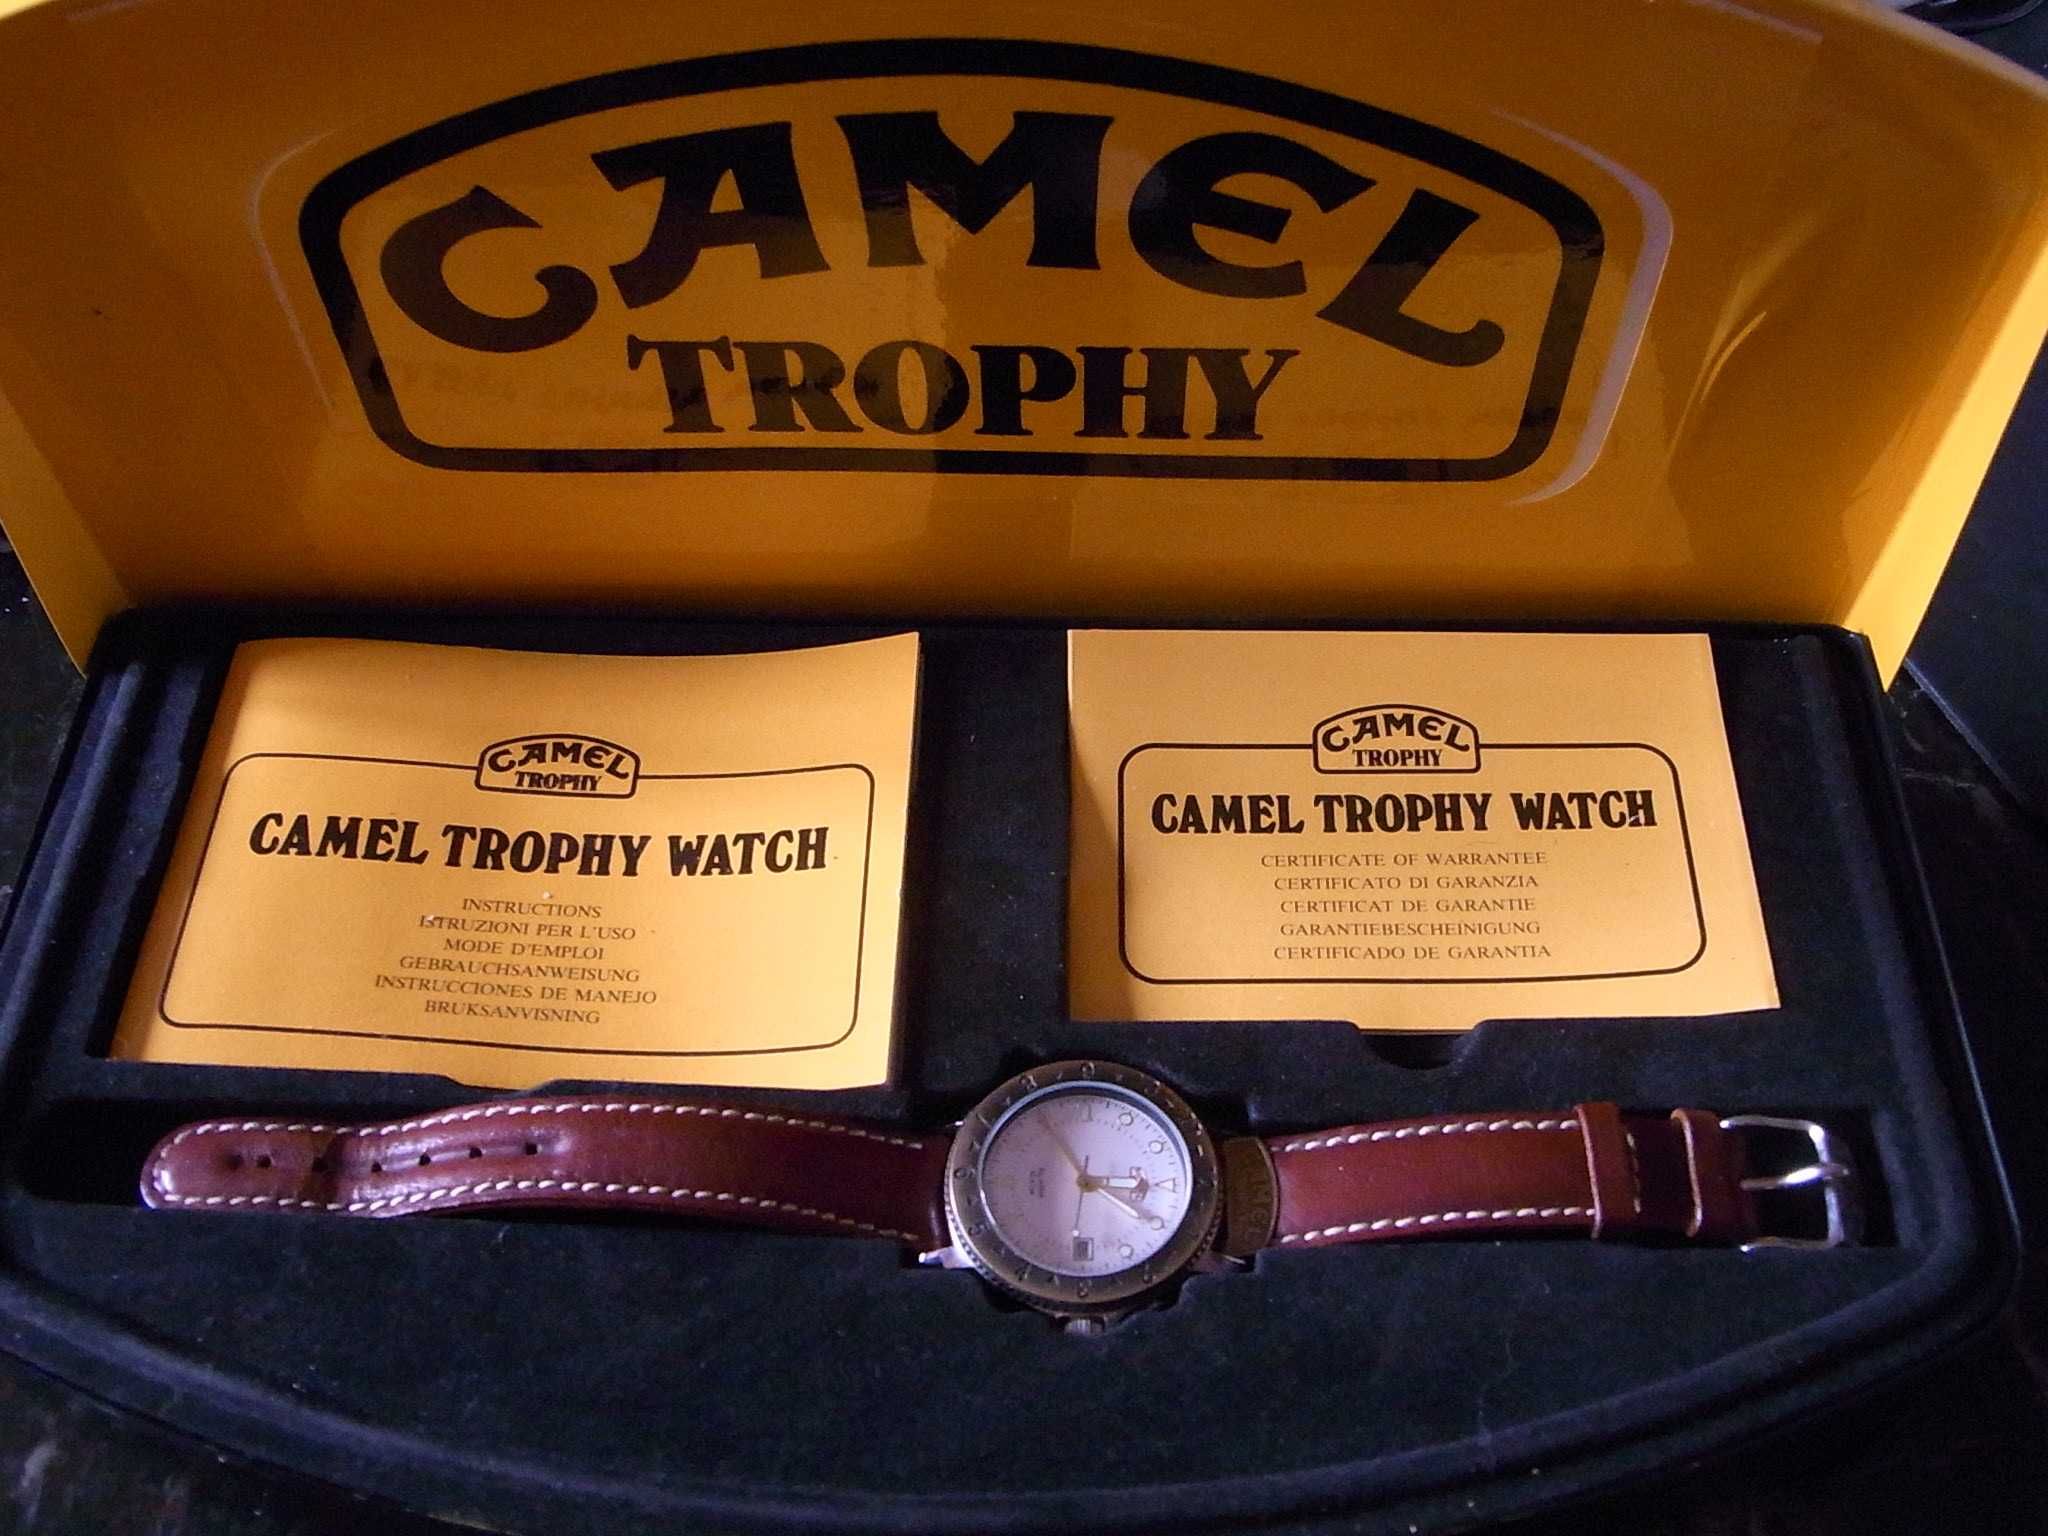 CAMEL
TROPHY
CAMEL
TROPHY
CAMEL TROPHY WATCH
INSTRUCTIONS
ISTRUZIONI PER L'USO
MODE D'EMPLOI
GEBRAUCHSANWEISUNG
INSTRUCCIONES DE MANEJO
BRUKSANVISNING
CAMEL
TROPHY
CAMEL TROPHY WATCH
CERTIFICATE OF WARRANTEE
CERTIFICATO DI GARANZIA
CERTIFICAT DE GARANTIE
GARANTIEBESCHEINIGUNG
CERTIFICADO DE GARANTIA